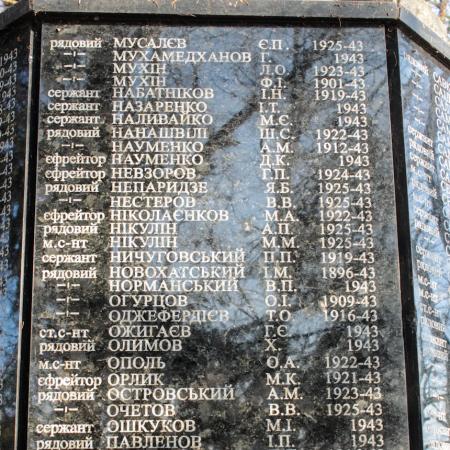 рядовий МУСАЛЄВ Є.П. 1925-43
-ı- МУХАМЕДХАНОВ Г. 1943
-ı- МУХІН Л.О. 1923-43
-ı- МУХІН Я.І. 1901-43
сержант НАБАТНІКОВ І.Н. 1919-43
сержант НАЗАРЕНКО І.Т. 1943
сержант НАЛИВАЙКО М.Є. 1943
рядовий НАНАШВІЛІ Ш.С. 1922-43
-ı- НАУМЕНКО А.М. 1912-43
єфрейтор НАУМЕНКО Д.К. 1943
єфрейтор НЕВЗОРОВ Г.П. 1924-43
рядовий НЕПАРИДЗЕ Я.Б. 1925-43
-ı- НЕСТЕРОВ В.В. 1925-43
єфрейтор НІКОЛАЄНКОВ М.А. 1922-43
рядовий НІКУЛІН А.П. 1925-43
м.с-нт НІКУЛІН М.М. 1925-43
сержант НИЧУГОВСЬКИЙ П.П. 1919-43
рядовий НОВОХАТСЬКИЙ І.М. 1896-43
-ı- НОРМАНСЬКИЙ В.П. 1943
-ı- ОГУРЦОВ О.І. 1909-43
-ı- ОДЖЕФЕРДІЄВ Т.О. 1916-43
ст.с-нт ОЖИГАЄВ Г.Є. 1943
рядовий ОЛИМОВ Х. 1943
м.с-нт ОПОЛЬ О.А. 1922-43
єфрейтор ОРЛИК М.К. 1921-43
рядовий ОСТРОВСЬКИЙ А.М. 1923-43
-ı- ОЧЕТОВ В.В. 1925-43
сержант ОШКУКОВ М.І. 1943
рядовий ПАВЛЕНОВ І.П. 1943